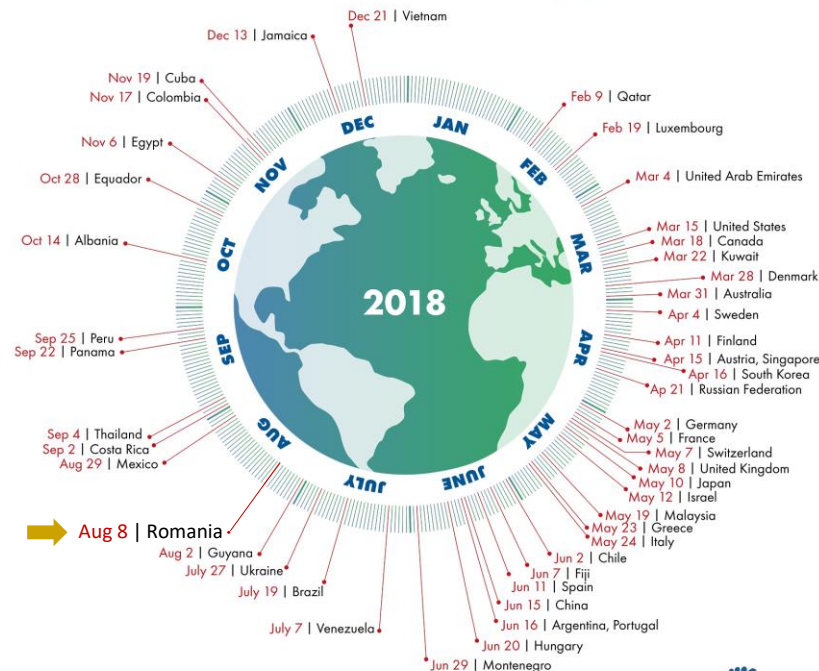 Dec 21 | Vietnam
Dec 13 | Jamaica
Nov 19 | Cuba
Nov 17 | Colombia
Nov 6 | Egypt
Oct 28 | Equador
Oct 14 | Albania
Sep 25 | Peru
Sep 22 | Panama
Sep 4 | Thailand
Sep 2 | Costa Rica
Aug 29 | Mexico
Aug 8 | Romania
Aug 2 | Guyana
July 27 | Ukraine
July 19 | Brazil
July 7 | Venezuela
JAN
FEB
MAR
APR
MAY
JUNE
JULY
AUG
SEP
OCT
NOV
DEC
2018
Feb 9 | Qatar
Feb 19 | Luxembourg
Mar 4 | United Arab Emirates
Mar 15 | United States
Mar 18 | Canada
Mar 22 | Kuwait
Mar 28 | Denmark
Mar 31 | Australia
Apr 4 | Sweden
Apr 11 | Finland
Apr 15 | Austria, Singapore
Apr 16 | South Korea
Ap 21 | Russian Federation
May 2 | Germany
May 5 | France
May 7 | Switzerland
May 8 | United Kingdom
May 10 | Japan
May 12 | Israel
May 19 | Malaysia
May 23 | Greece
May 24 | Italy
Jun 2 | Chile
Jun 7 | Fiji
Jun 11 | Spain
Jun 15 | China
Jun 16 | Argentina, Portugal
Jun 20 | Hungary
Jun 29 | Montenegro